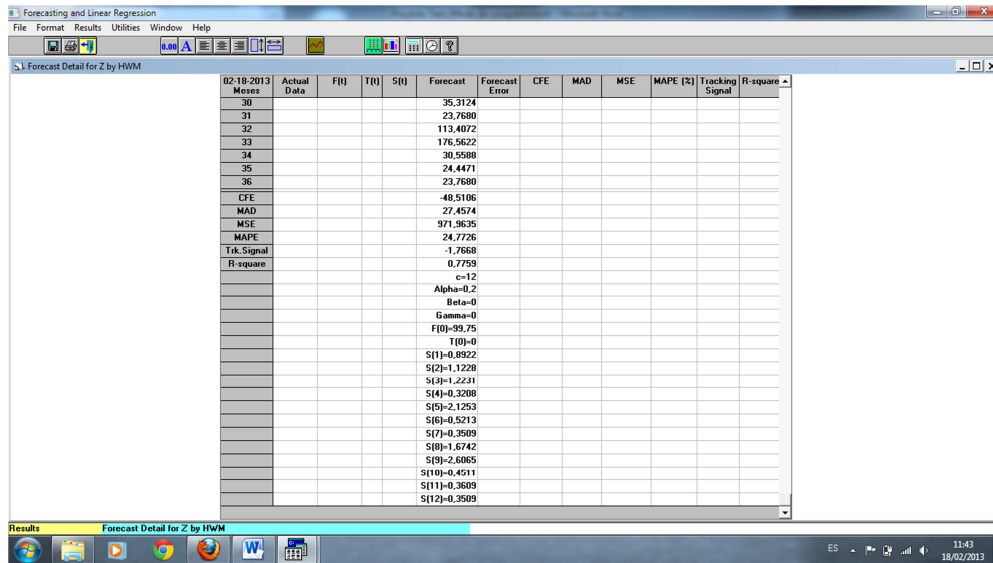 Forecasting and Linear Regression
File Format Results Utilities Window Help
0.00 A
Forecast Detail for Z by HWM
02-18-2013 Meses Actual Data F(t) T(t) S(t) Forecast Forecast Error CFE MAD MSE MAPE (%) Tracking Signal R-square
30 35,3124
31 23,7680
32 113,4072
33 176,5622
34 30,5588
35 24,4471
36 23,7680
CFE -48,5106
MAD 27,4574
MSE 971,9635
MAPE 24,7726
Trk.Signal -1,7668
R-square 0,7759
c=12
Alpha=0,2
Beta=0
Gamma=0
F(0)=99,75
T(0)=0
S(1)=0,8922
S(2)=1,1228
S(3)=1,2231
S(4)=0,3208
S(5)=2,1253
S(6)=0,5213
S(7)=0,3509
S(8)=1,6742
S(9)=2,6065
S(10)=0,4511
S(11)=0,3609
S(12)=0,3509
Results Forecast Detail for Z by HWM
ES 11:43
18/02/2013